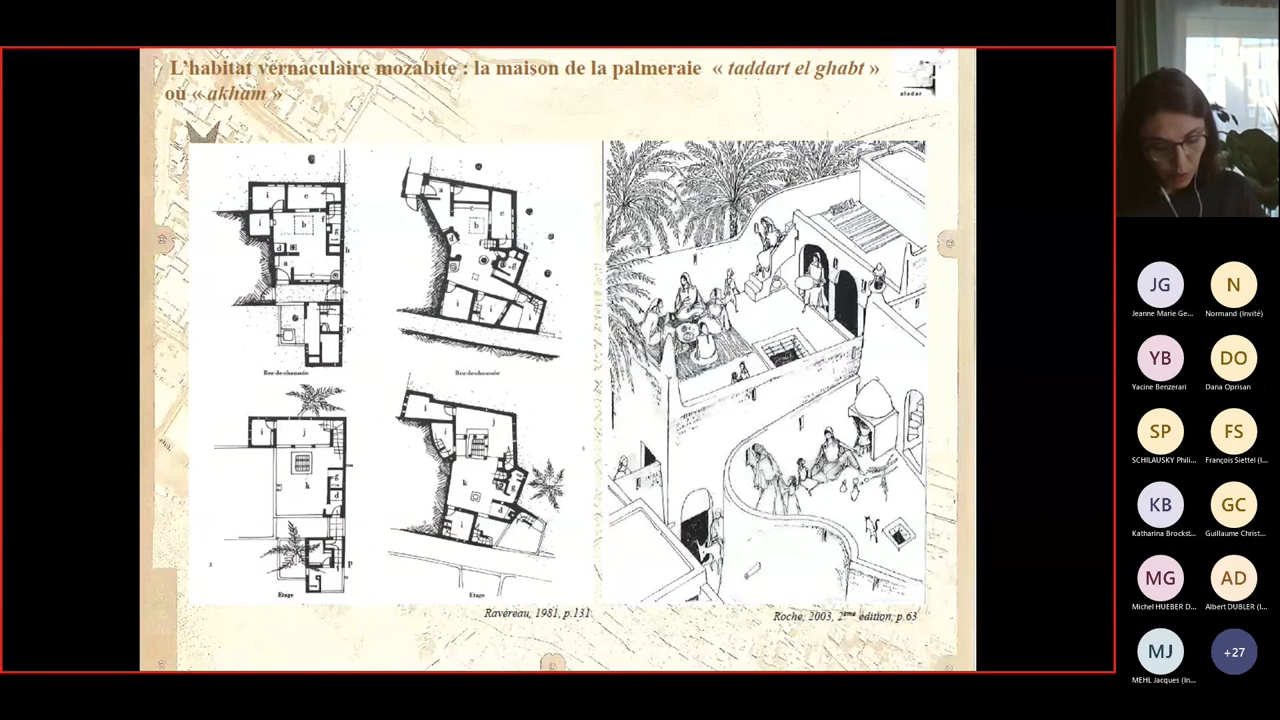 L'habitat vernaculaire mozabite : la maison de la palmeraie « taddart el ghabt »
où « akham »
aladar
Rez-de-chaussée
Rez-de-chaussée
Etage
Etage
Ravéreau, 1981, p.131
Roche, 2003, 2ème édition, p.63
JG
Jeanne Marie Ge...
N
Normand (Invité)
YB
Yacine Benzerari
DO
Dana Oprisan
SP
SCHILAUSKY Phili...
FS
François Siettel (I...
KB
Katharina Brockst...
GC
Guillaume Christ...
MG
Michel HUEBER D...
AD
Albert DUBLER (I...
MJ
MEHL Jacques (In...
+27